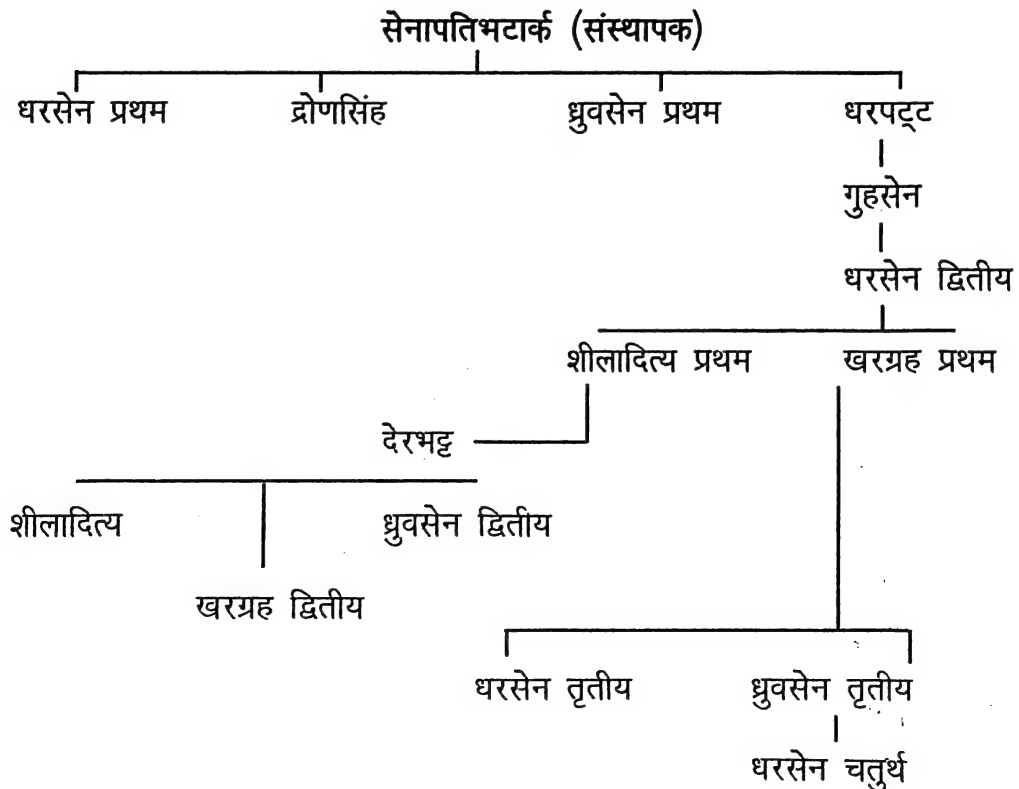 सेनापतिभटार्क (संस्थापक)
धरसेन प्रथम द्रोणसिंह ध्रुवसेन प्रथम धरपट्ट
गुहसेन
धरसेन द्वितीय
शीलादित्य प्रथम खरग्रह प्रथम
देरभट्ट
शीलादित्य ध्रुवसेन द्वितीय
खरग्रह द्वितीय
धरसेन तृतीय ध्रुवसेन तृतीय
धरसेन चतुर्थ